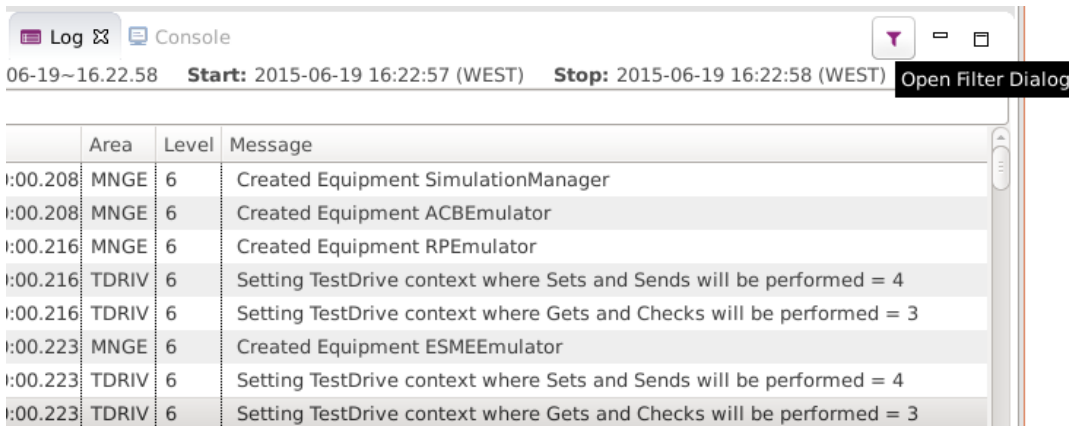 Log Console
06-19~16.22.58 Start: 2015-06-19 16:22:57 (WEST) Stop: 2015-06-19 16:22:58 (WEST)
Open Filter Dialog
Area Level Message
:00.208 MNGE 6 Created Equipment SimulationManager
:00.208 MNGE 6 Created Equipment ACBEmulator
:00.216 MNGE 6 Created Equipment RPEmulator
:00.216 TDRIV 6 Setting TestDrive context where Sets and Sends will be performed = 4
:00.216 TDRIV 6 Setting TestDrive context where Gets and Checks will be performed = 3
:00.223 MNGE 6 Created Equipment ESMEEmulator
:00.223 TDRIV 6 Setting TestDrive context where Sets and Sends will be performed = 4
:00.223 TDRIV 6 Setting TestDrive context where Gets and Checks will be performed = 3